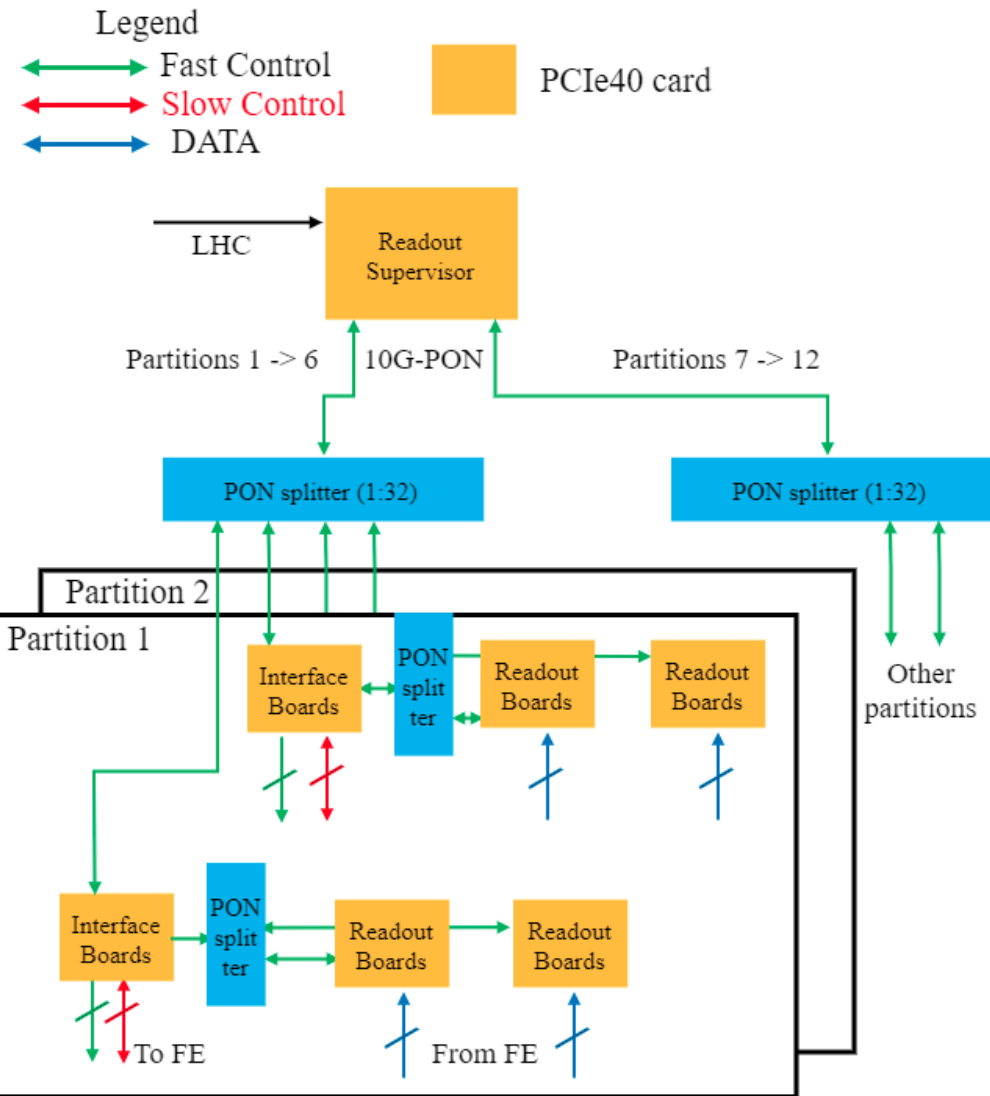 Legend
Fast Control
Slow Control
DATA
PCIe40 card
LHC
Readout
Supervisor
Partitions 1 -> 6
10G-PON
Partitions 7 -> 12
PON splitter (1:32)
PON splitter (1:32)
Partition 2
Partition 1
Interface
Boards
PON
split
ter
Readout
Boards
Readout
Boards
Other
partitions
Interface
Boards
PON
split
ter
Readout
Boards
Readout
Boards
To FE
From FE